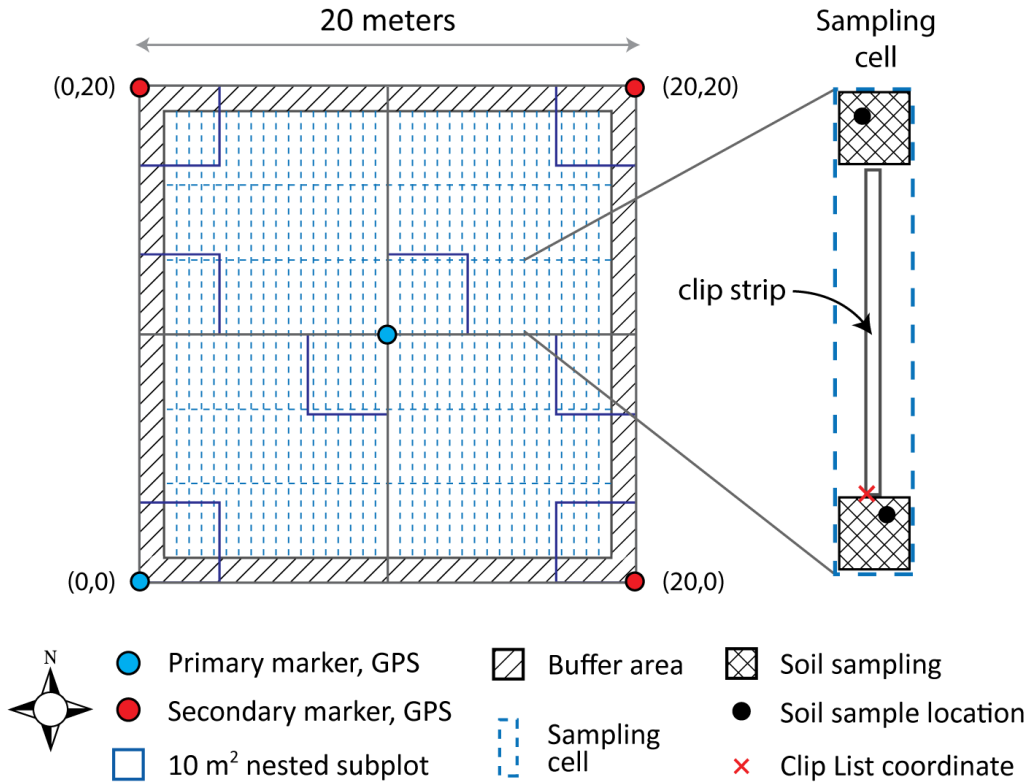 20 meters
Sampling
cell
(0,20)
(20,20)
clip strip
(0,0)
(20,0)
N
Primary marker, GPS
Buffer area
Soil sampling
Secondary marker, GPS
Sampling
cell
Soil sample location
10 m² nested subplot
Clip List coordinate